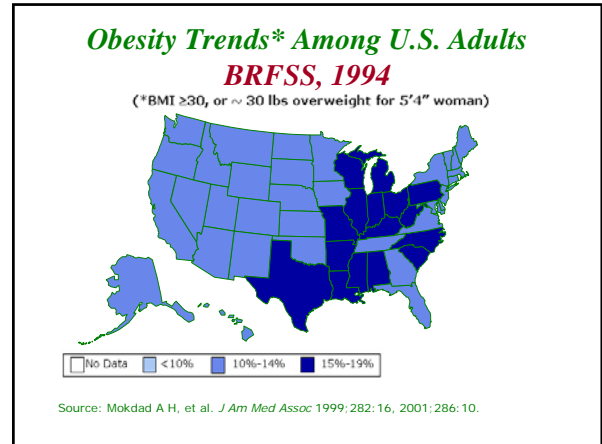 Obesity Trends* Among U.S. Adults
BRFSS, 1994
(*BMI ≥30, or ~ 30 lbs overweight for 5'4" woman)
No Data <10% 10%-14% 15%-19%
Source: Mokdad A H, et al. J Am Med Assoc 1999;282:16, 2001;286:10.